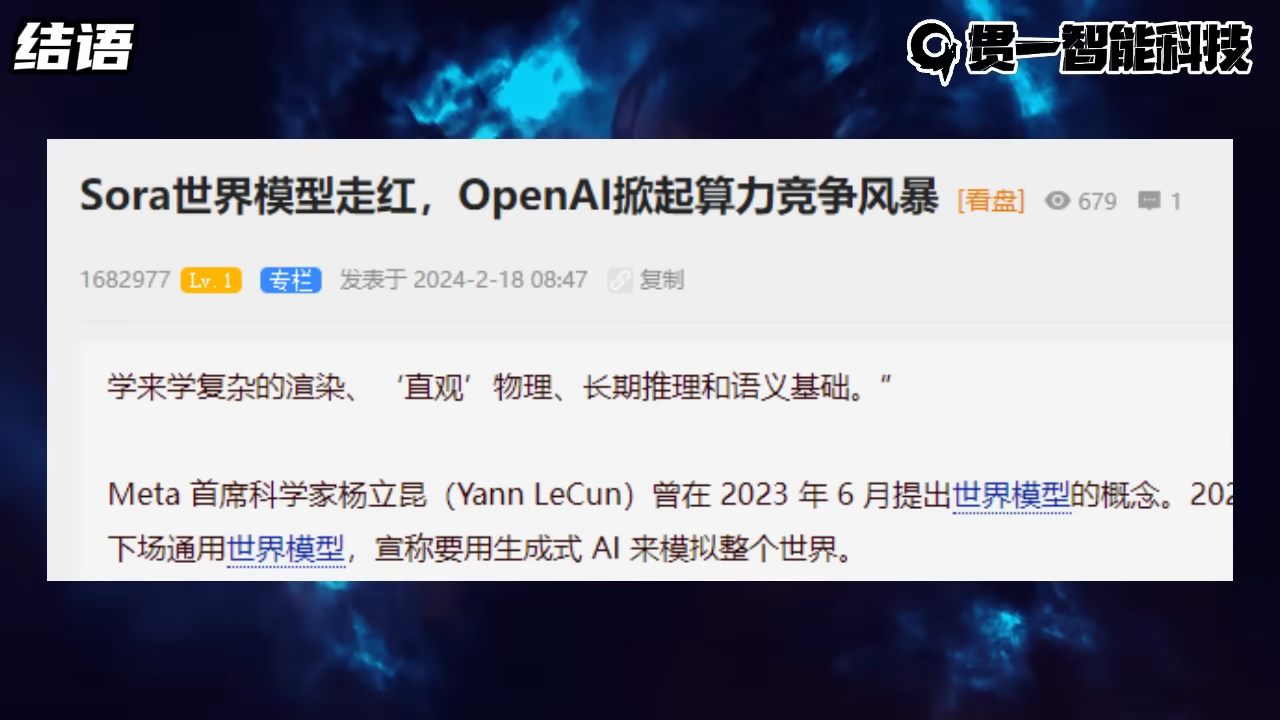 结语
贯一智能科技
Sora世界模型走红，OpenAI掀起算力竞争风暴 [看盘] 679 1
1682977 Lv.1 专栏 发表于 2024-2-18 08:47 复制
学来学复杂的渲染、‘直观’物理、长期推理和语义基础。”
Meta 首席科学家杨立昆（Yann LeCun）曾在 2023 年 6 月提出世界模型的概念。202
下场通用世界模型，宣称要用生成式 AI 来模拟整个世界。